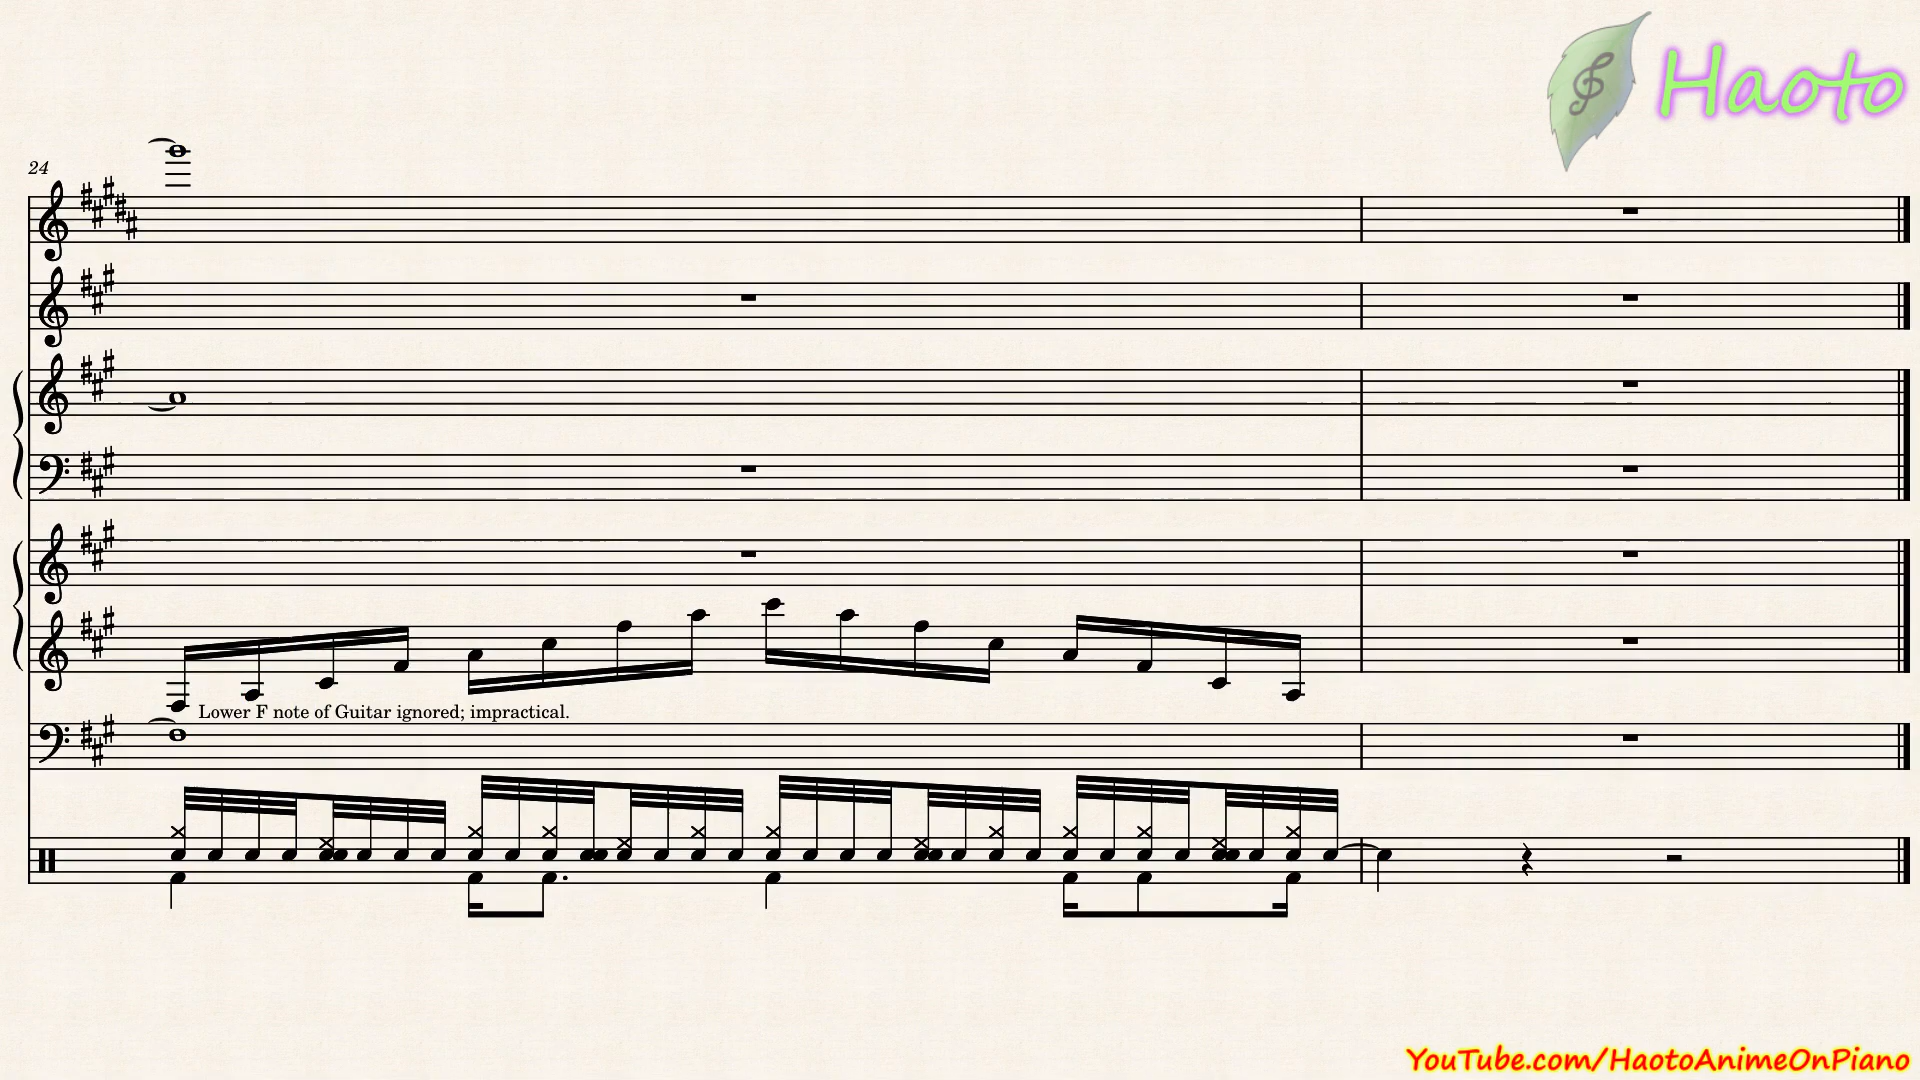 Haoto
24
Lower F note of Guitar ignored; impractical.
YouTube.com/HaotoAnimeOnPiano